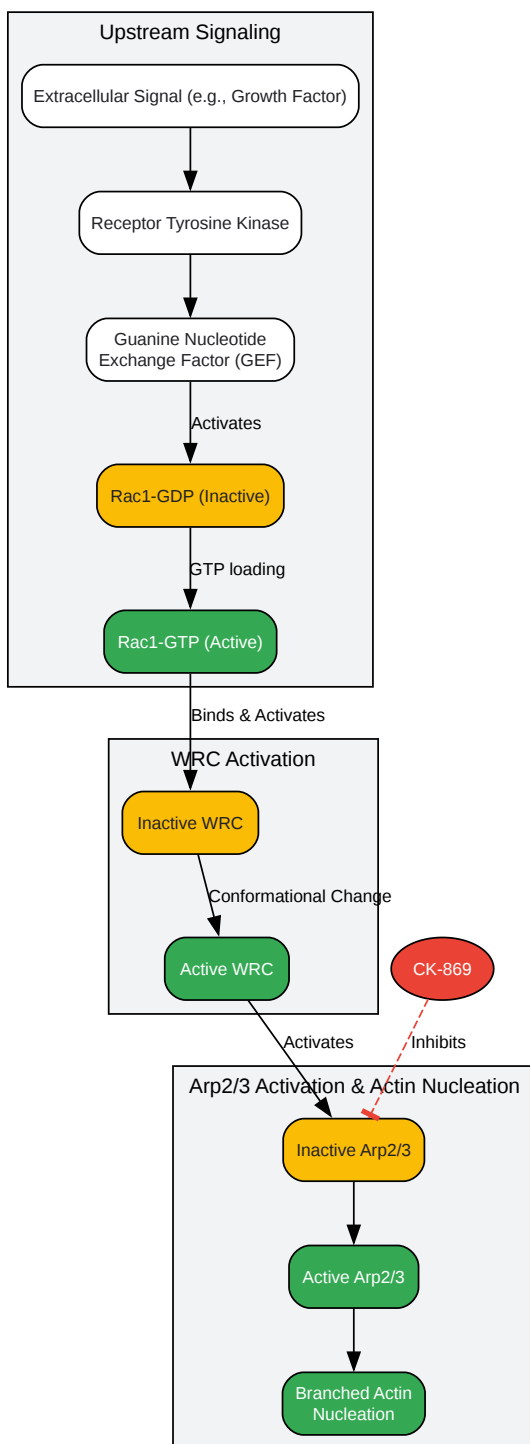 Upstream Signaling
Extracellular Signal (e.g., Growth Factor)
Receptor Tyrosine Kinase
Guanine Nucleotide
Exchange Factor (GEF)
Activates
Rac1-GDP (Inactive)
GTP loading
Rac1-GTP (Active)
Binds & Activates
WRC Activation
Inactive WRC
Conformational Change
Active WRC
CK-869
Activates
Inhibits
Arp2/3 Activation & Actin Nucleation
Inactive Arp2/3
Active Arp2/3
Branched Actin
Nucleation